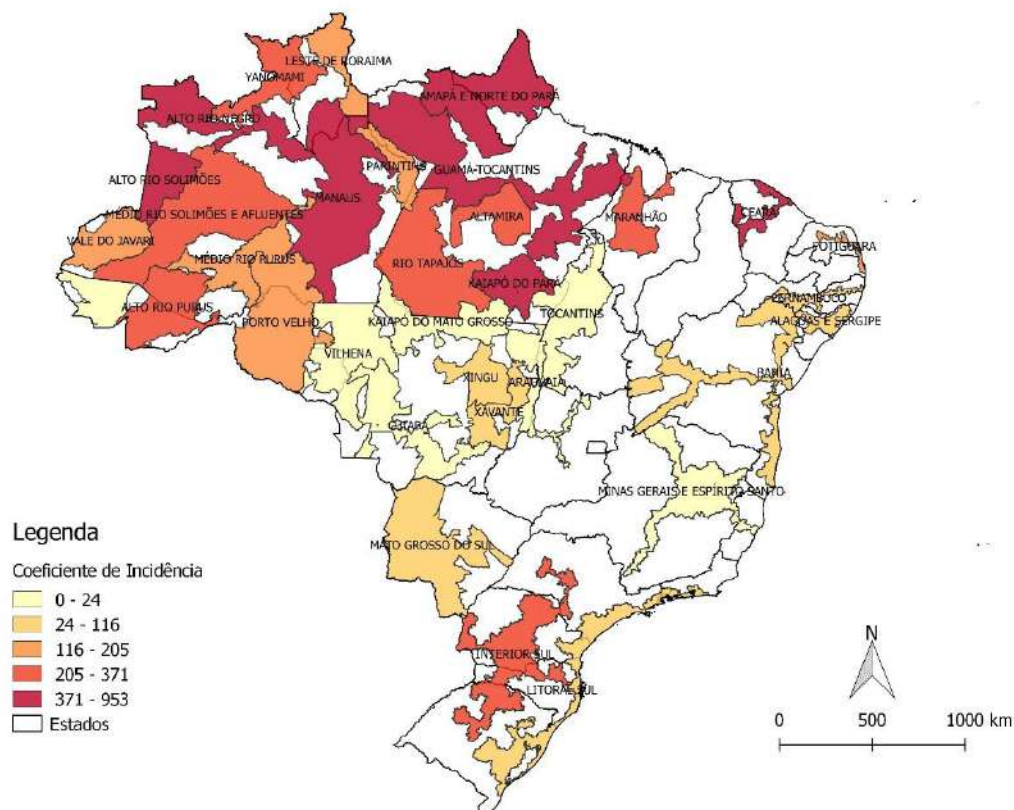 LESTE DE RORAIMA
YANOMAMI
AMAPÁ E NORTE DO PARÁ
ALTO RIO NEGRO
PARINTINS
GUAMÁ-TOCANTINS
ALTO RIO SOLIMÕES
MANAUS
MÉDIO RIO SOLIMÕES E AFLUENTES
ALTAMIRA
MARANHÃO
CEARÁ
VALE DO JAVARI
MÉDIO RIO PURUS
RIO TAPAJÓS
POTIGUARA
KAIAPÓ DO PARÁ
ALTO RIO PURUS
PORTO VELHO
KAIAPÓ DO MATO GROSSO
TOCANTINS
PERNAMBUCO
ALAGOAS E SERGIPE
VILHENA
XINGU
ARAGUAIA
BAHIA
XAVANTE
CUIABÁ
MINAS GERAIS E ESPÍRITO SANTO
MATO GROSSO DO SUL
INTERIOR SUL
LITORAL SUL
Legenda
Coeficiente de Incidência
0 - 24
24 - 116
116 - 205
205 - 371
371 - 953
Estados
N
0 500 1000 km